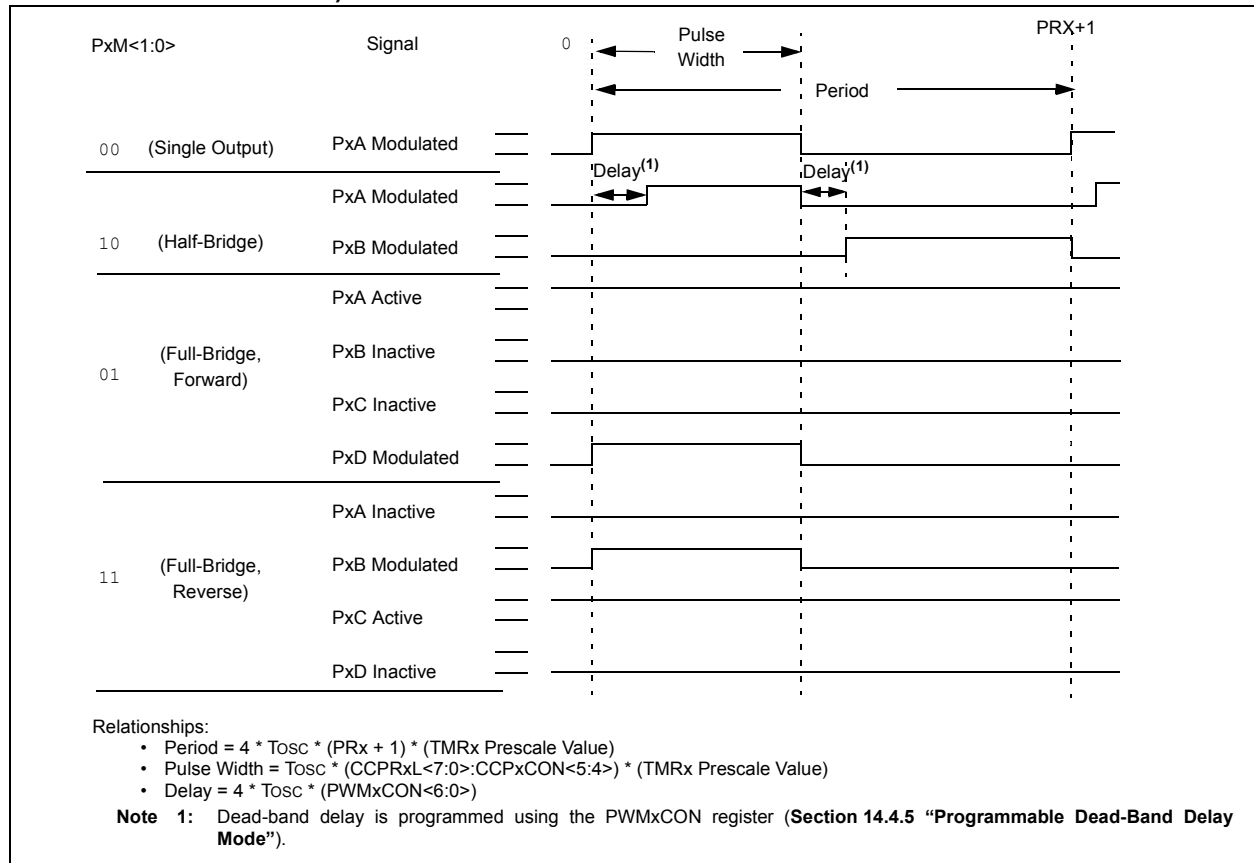 PxM<1:0> Signal 0 Pulse Width PRX+1
Period
00 (Single Output) PxA Modulated
Delay(1) Delay(1)
PxA Modulated
10 (Half-Bridge) PxB Modulated
PxA Active
01 (Full-Bridge, Forward) PxB Inactive
PxC Inactive
PxD Modulated
PxA Inactive
11 (Full-Bridge, Reverse) PxB Modulated
PxC Active
PxD Inactive
Relationships:
• Period = 4 * TOSC * (PRx + 1) * (TMRx Prescale Value)
• Pulse Width = TOSC * (CCPRxL<7:0>:CCPxCON<5:4>) * (TMRx Prescale Value)
• Delay = 4 * TOSC * (PWMxCON<6:0>)
Note 1: Dead-band delay is programmed using the PWMxCON register (Section 14.4.5 “Programmable Dead-Band Delay
Mode”).